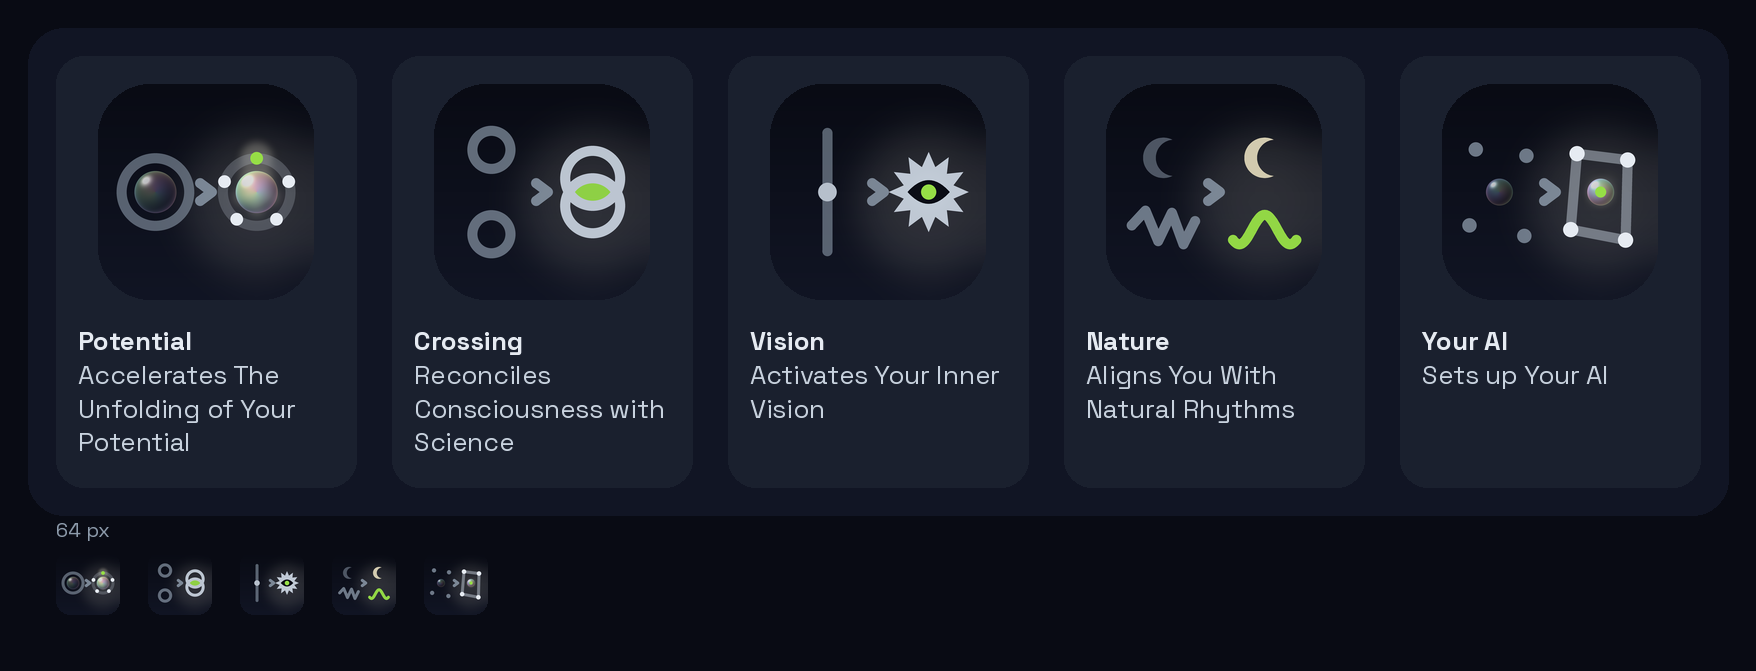 Potential
Accelerates The
Unfolding of Your
Potential
Crossing
Reconciles
Consciousness with
Science
Vision
Activates Your Inner
Vision
Nature
Aligns You With
Natural Rhythms
Your AI
Sets up Your AI
64 px